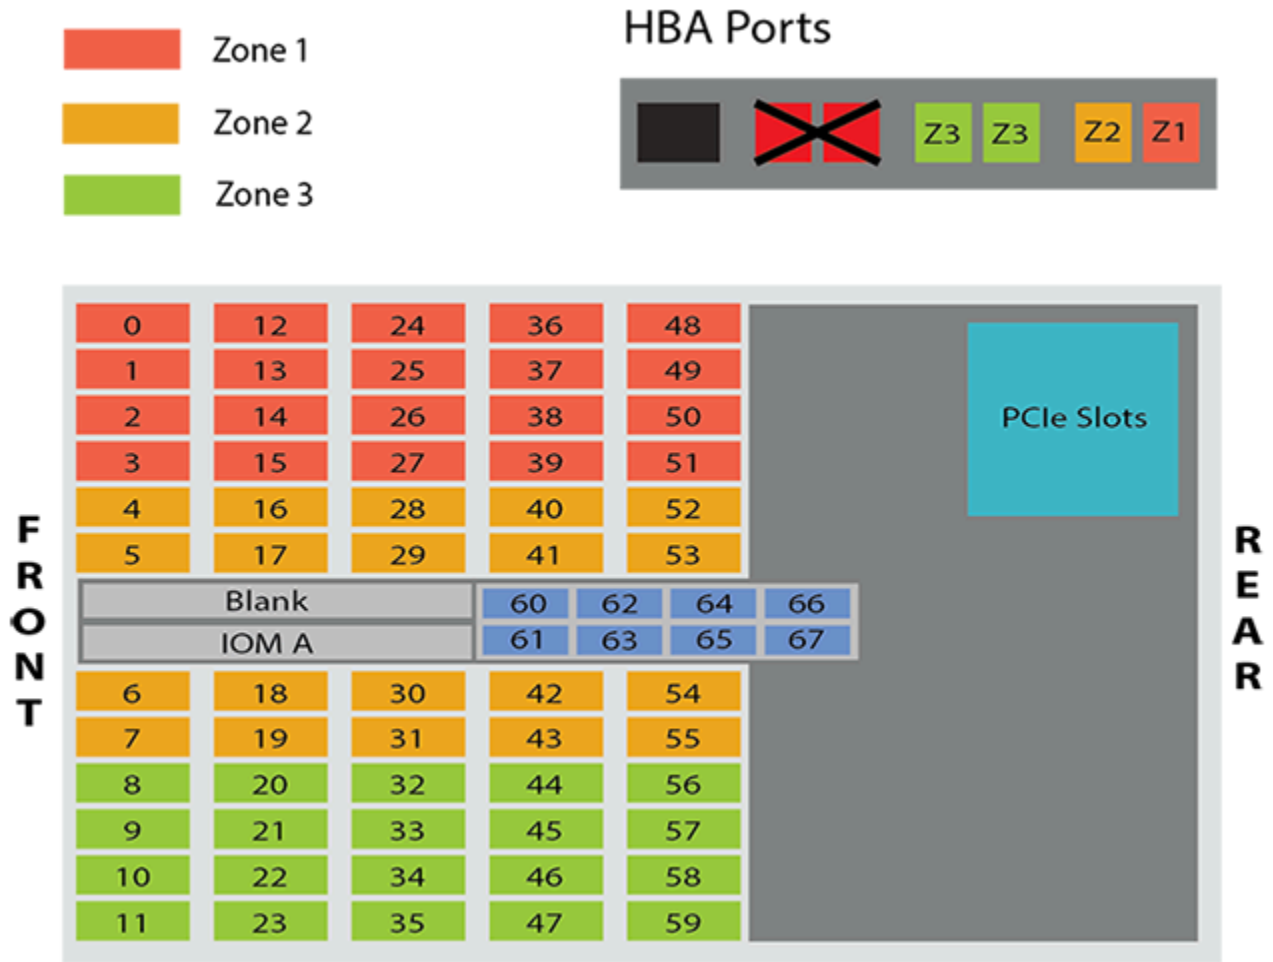 HBA Ports
Zone 1
Zone 2
Zone 3
Z3 Z3 Z2 Z1
0 12 24 36 48
1 13 25 37 49
2 14 26 38 50
3 15 27 39 51
4 16 28 40 52
5 17 29 41 53
Blank 60 62 64 66
IOM A 61 63 65 67
6 18 30 42 54
7 19 31 43 55
8 20 32 44 56
9 21 33 45 57
10 22 34 46 58
11 23 35 47 59
PCIe Slots
FRONT
REAR